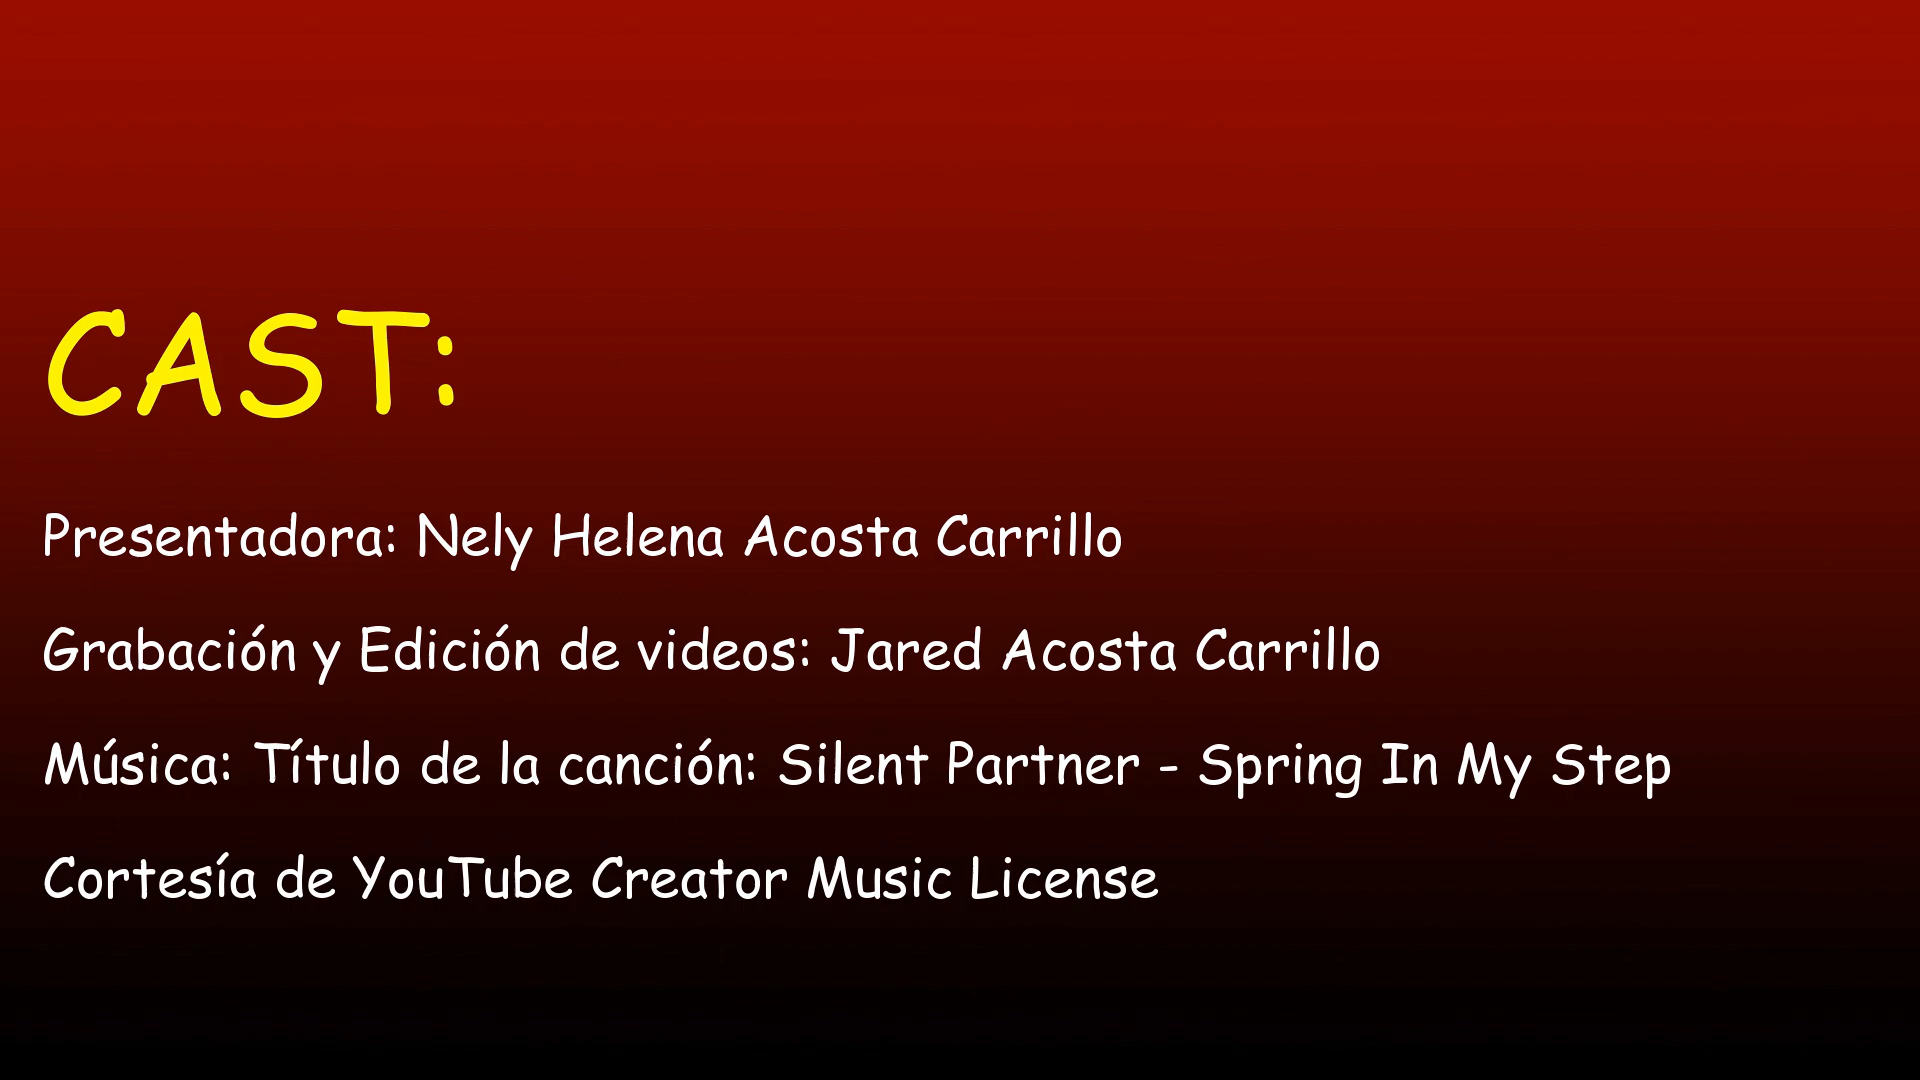 CAST:
Presentadora: Nely Helena Acosta Carrillo
Grabación y Edición de videos: Jared Acosta Carrillo
Música: Título de la canción: Silent Partner - Spring In My Step
Cortesía de YouTube Creator Music License